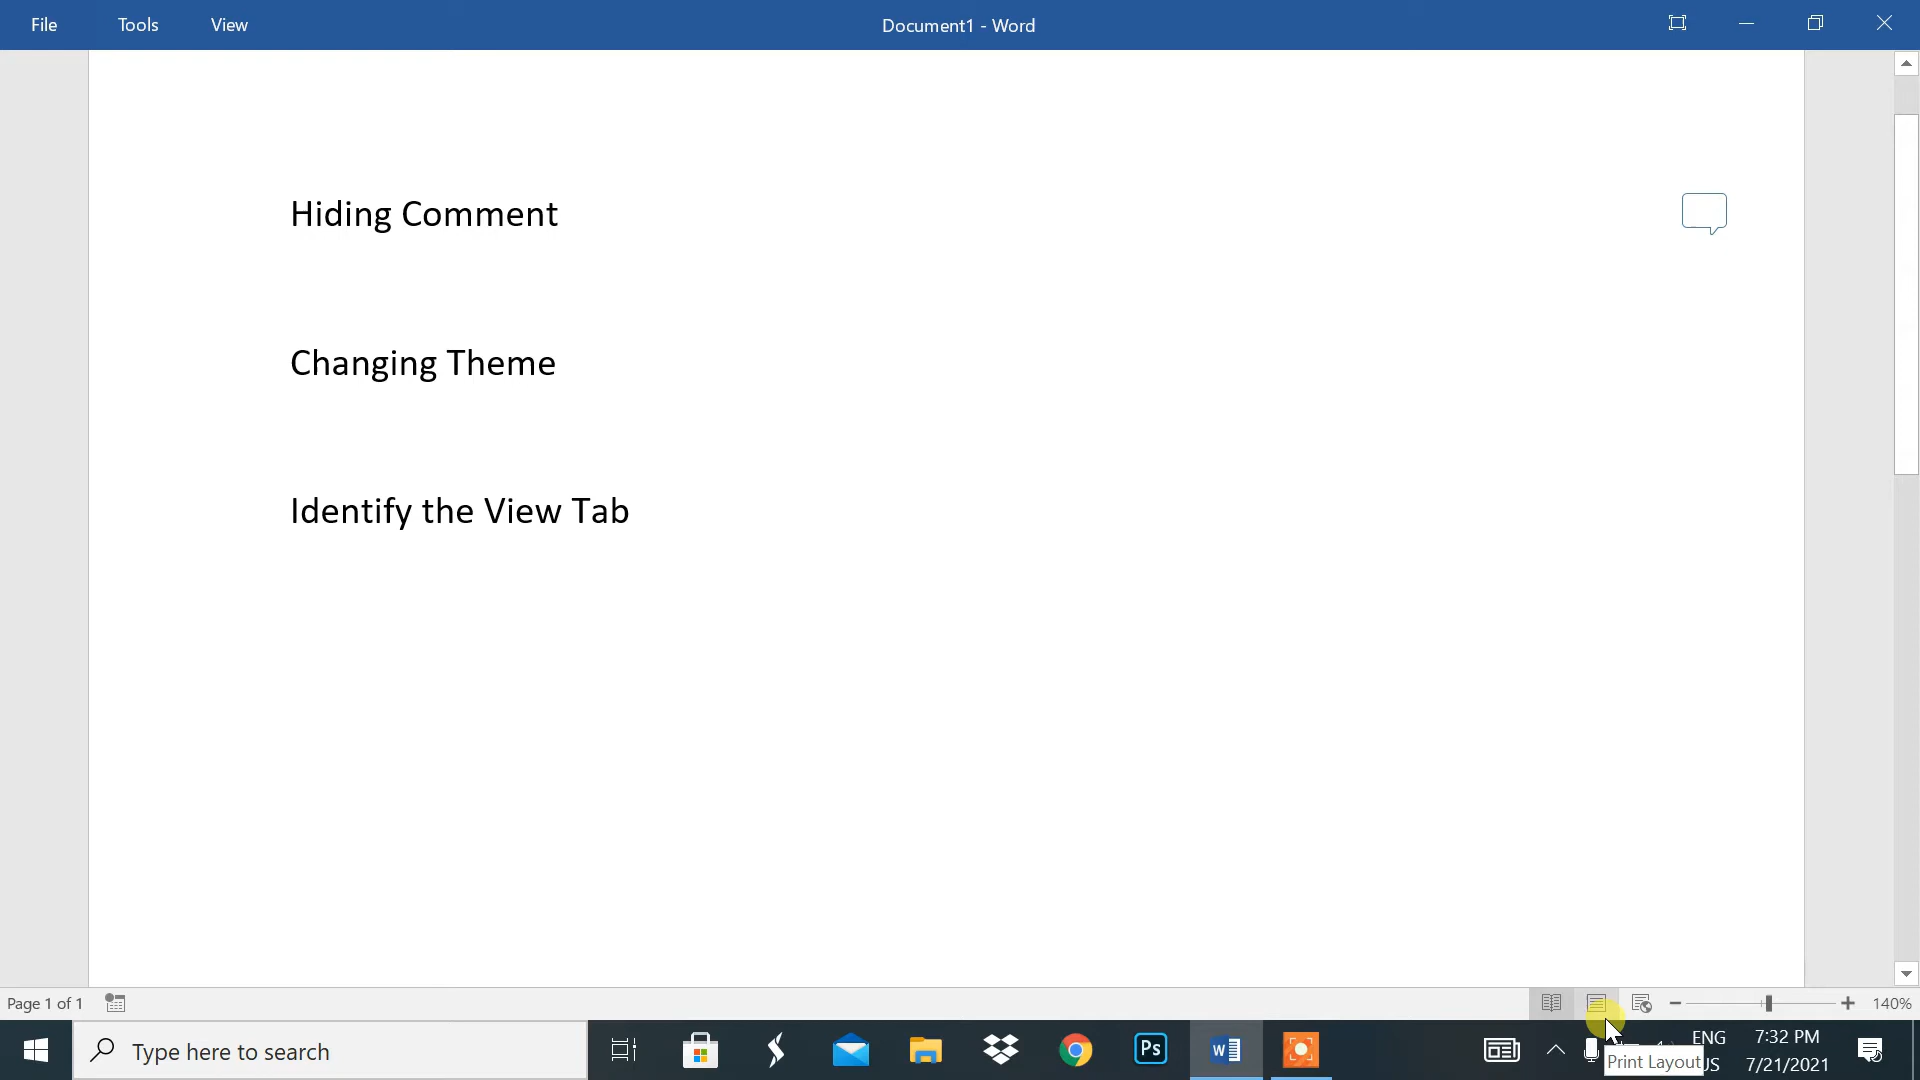 File Tools View Document1 - Word
Hiding Comment
Changing Theme
Identify the View Tab
Page 1 of 1 140%
Type here to search Ps W ENG 7:32 PM
Print Layout 7/21/2021